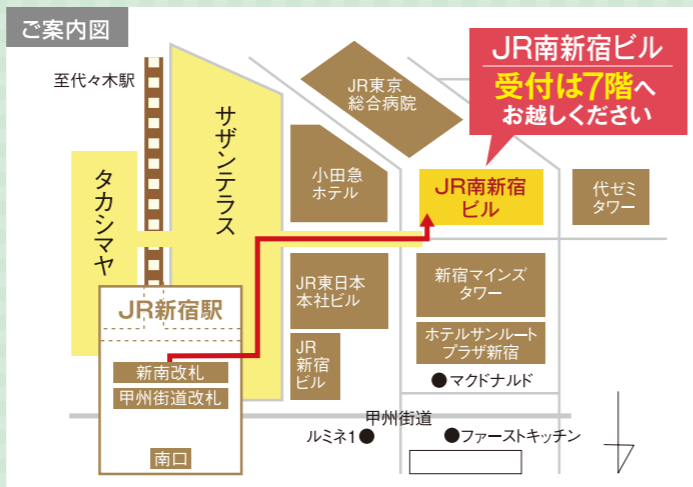 ご案内図
JR南新宿ビル
受付は7階へ
お越しください
至代々木駅
サザンテラス
タカシマヤ
JR東京
総合病院
小田急
ホテル
JR南新宿
ビル
代ゼミ
タワー
JR東日本
本社ビル
新宿マインズ
タワー
JR新宿駅
JR
新宿
ビル
ホテルサンルート
プラザ新宿
新南改札
甲州街道改札
マクドナルド
甲州街道
ルミネ1
ファーストキッチン
南口